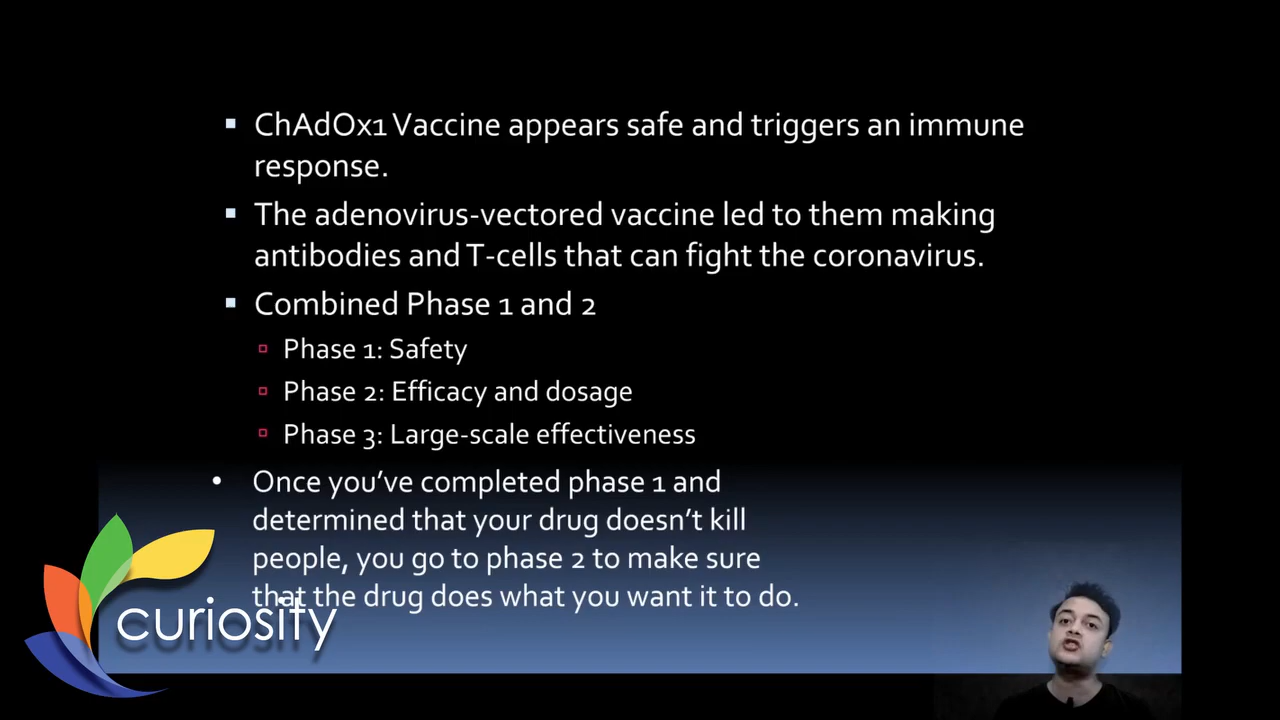 ChAdOx1 Vaccine appears safe and triggers an immune
response.
The adenovirus-vectored vaccine led to them making
antibodies and T-cells that can fight the coronavirus.
Combined Phase 1 and 2
Phase 1: Safety
Phase 2: Efficacy and dosage
Phase 3: Large-scale effectiveness
Once you've completed phase 1 and
determined that your drug doesn't kill
people, you go to phase 2 to make sure
that the drug does what you want it to do.
curiosity